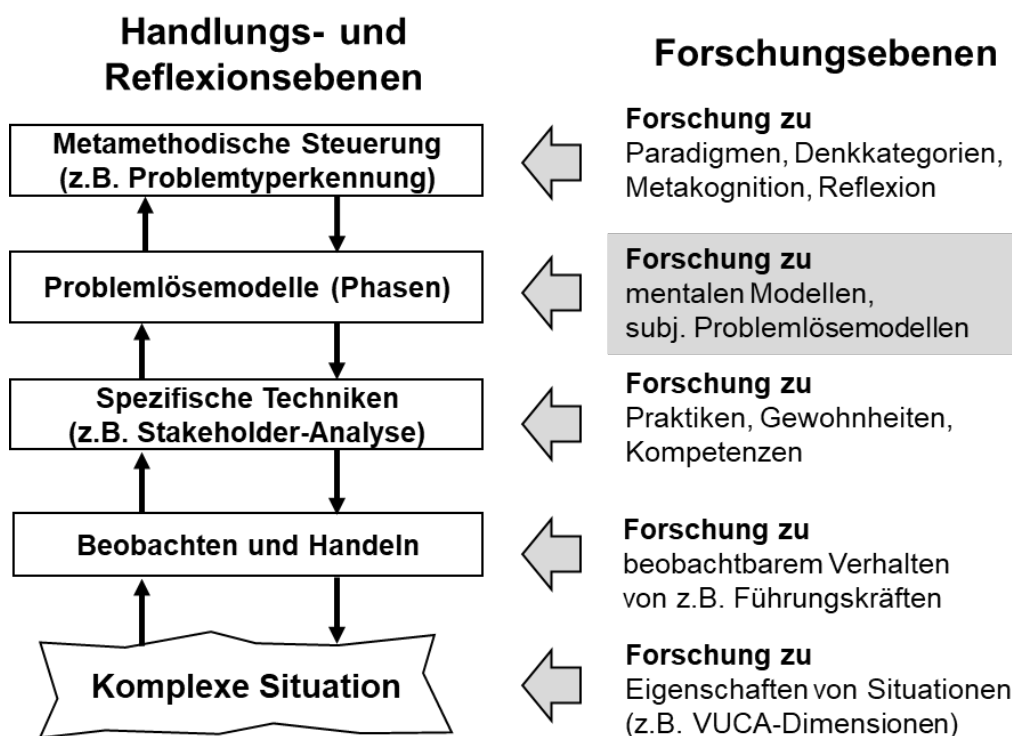 Handlungs- und
Reflexionsebenen
Forschungsebenen
Metamethodische Steuerung
(z.B. Problemtyperkennung)
Forschung zu
Paradigmen, Denkkategorien,
Metakognition, Reflexion
Problemlösemodelle (Phasen)
Forschung zu
mentalen Modellen,
subj. Problemlösemodellen
Spezifische Techniken
(z.B. Stakeholder-Analyse)
Forschung zu
Praktiken, Gewohnheiten,
Kompetenzen
Beobachten und Handeln
Forschung zu
beobachtbarem Verhalten
von z.B. Führungskräften
Komplexe Situation
Forschung zu
Eigenschaften von Situationen
(z.B. VUCA-Dimensionen)